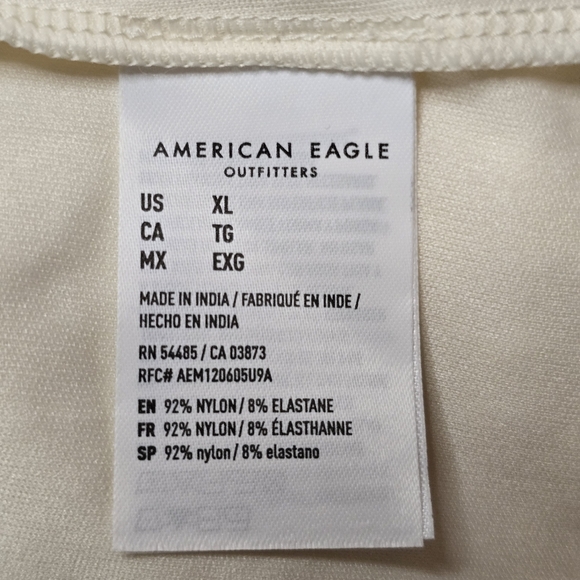 AMERICAN EAGLE
OUTFITTERS
US XL
CA TG
MX EXG
MADE IN INDIA / FABRIQUÉ EN INDE /
HECHO EN INDIA
RN 54485 / CA 03873
RFC# AEM120605U9A
EN 92% NYLON / 8% ELASTANE
FR 92% NYLON / 8% ÉLASTHANNE
SP 92% nylon / 8% elastano